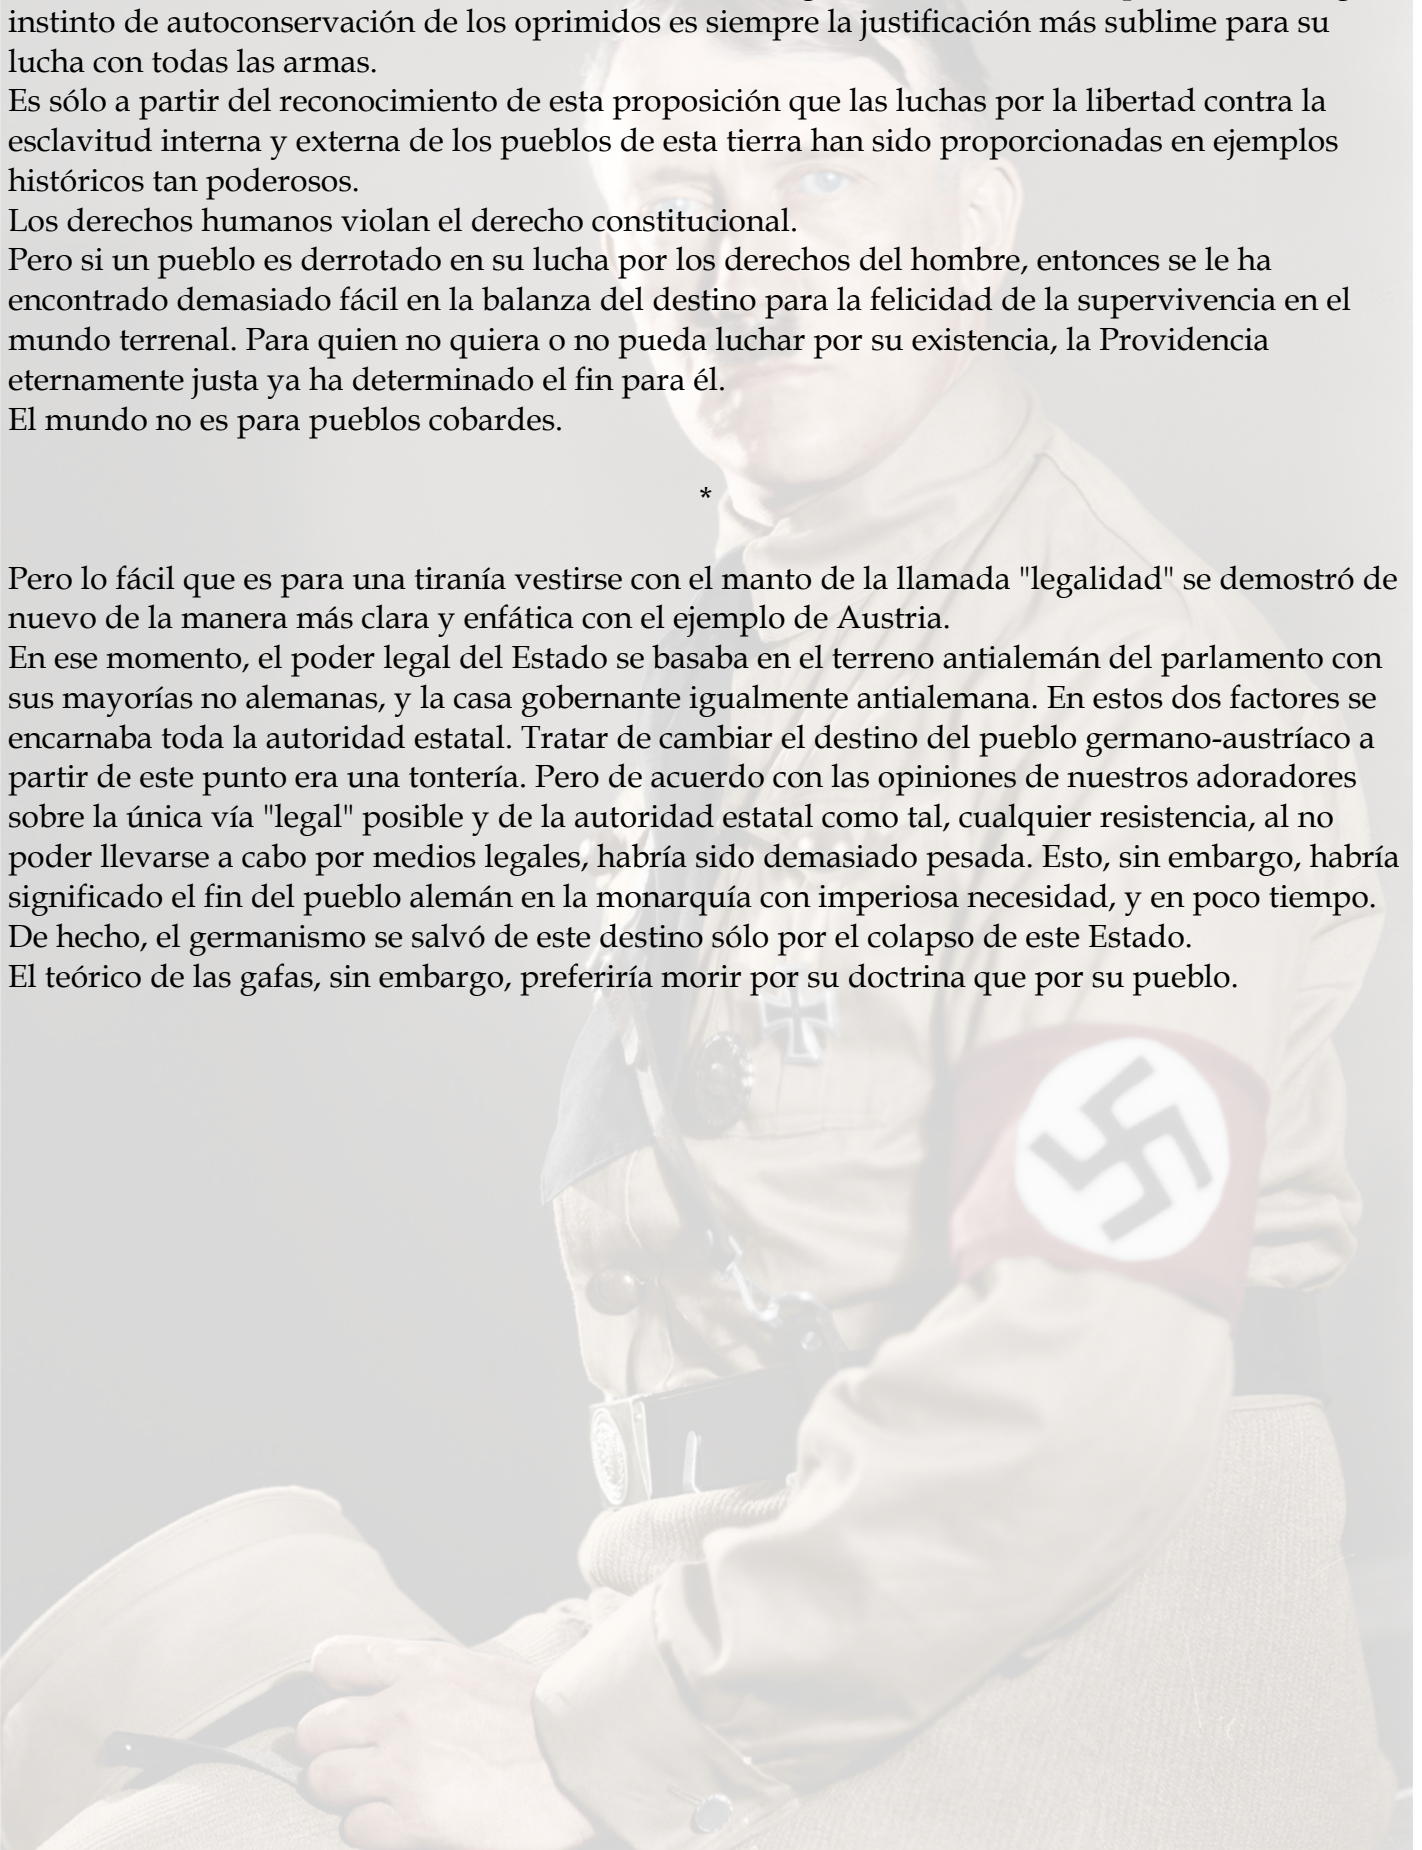 instinto de autoconservación de los oprimidos es siempre la justificación más sublime para su
lucha con todas las armas.
Es sólo a partir del reconocimiento de esta proposición que las luchas por la libertad contra la
esclavitud interna y externa de los pueblos de esta tierra han sido proporcionadas en ejemplos
históricos tan poderosos.
Los derechos humanos violan el derecho constitucional.
Pero si un pueblo es derrotado en su lucha por los derechos del hombre, entonces se le ha
encontrado demasiado fácil en la balanza del destino para la felicidad de la supervivencia en el
mundo terrenal. Para quien no quiera o no pueda luchar por su existencia, la Providencia
eternamente justa ya ha determinado el fin para él.
El mundo no es para pueblos cobardes.
*
Pero lo fácil que es para una tiranía vestirse con el manto de la llamada "legalidad" se demostró de
nuevo de la manera más clara y enfática con el ejemplo de Austria.
En ese momento, el poder legal del Estado se basaba en el terreno antialemán del parlamento con
sus mayorías no alemanas, y la casa gobernante igualmente antialemana. En estos dos factores se
encarnaba toda la autoridad estatal. Tratar de cambiar el destino del pueblo germano-austríaco a
partir de este punto era una tontería. Pero de acuerdo con las opiniones de nuestros adoradores
sobre la única vía "legal" posible y de la autoridad estatal como tal, cualquier resistencia, al no
poder llevarse a cabo por medios legales, habría sido demasiado pesada. Esto, sin embargo, habría
significado el fin del pueblo alemán en la monarquía con imperiosa necesidad, y en poco tiempo.
De hecho, el germanismo se salvó de este destino sólo por el colapso de este Estado.
El teórico de las gafas, sin embargo, preferiría morir por su doctrina que por su pueblo.